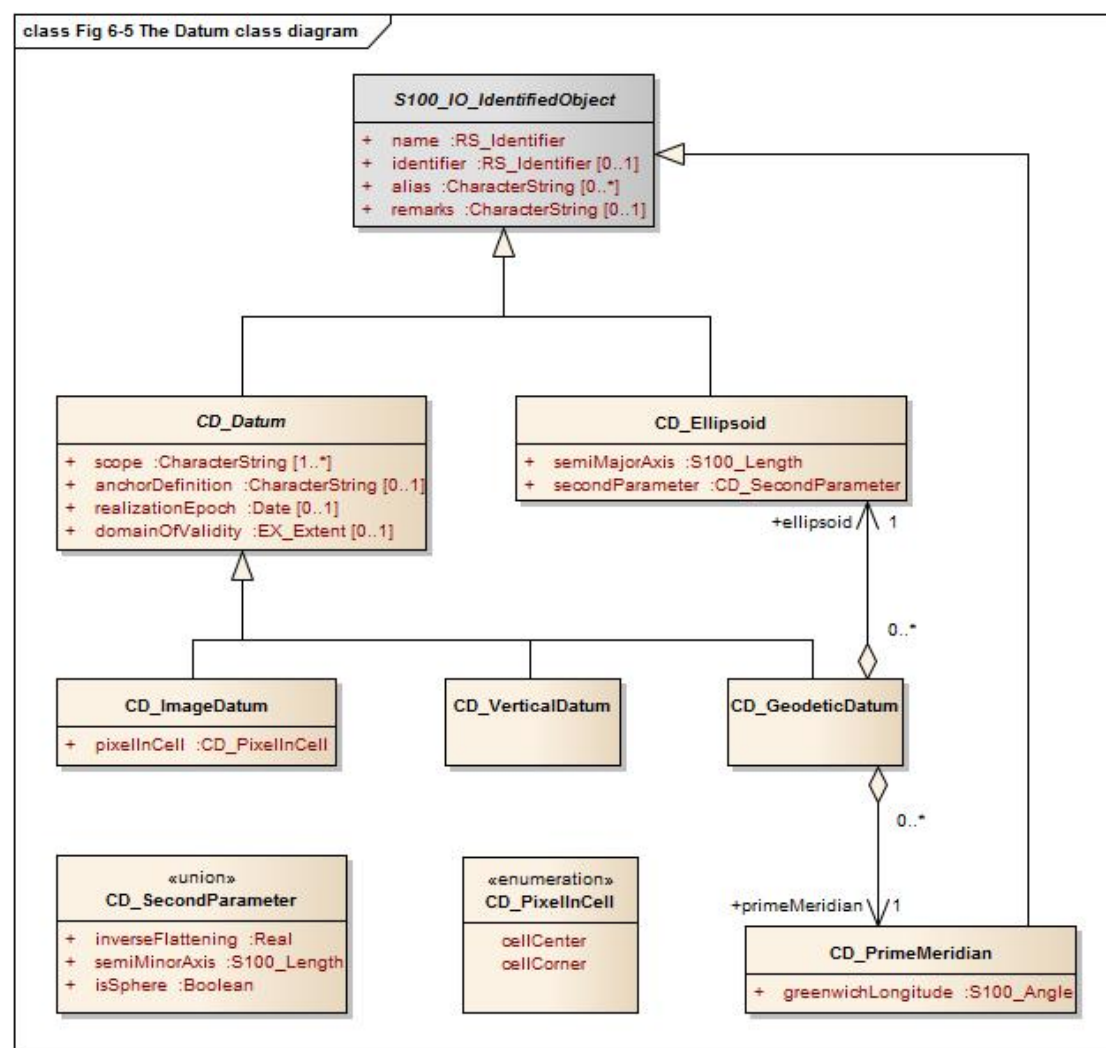 class Fig 6-5 The Datum class diagram
S100_IO_IdentifiedObject
+ name :RS_Identifier
+ identifier :RS_Identifier [0..1]
+ alias :CharacterString [0..*]
+ remarks :CharacterString [0..1]
CD_Datum
+ scope :CharacterString [1..*]
+ anchorDefinition :CharacterString [0..1]
+ realizationEpoch :Date [0..1]
+ domainOfValidity :EX_Extent [0..1]
CD_Ellipsoid
+ semiMajorAxis :S100_Length
+ secondParameter :CD_SecondParameter
+ellipsoid 1
0..*
CD_ImageDatum
+ pixelInCell :CD_PixelInCell
CD_VerticalDatum
CD_GeodeticDatum
0..*
+primeMeridian 1
«union»
CD_SecondParameter
+ inverseFlattening :Real
+ semiMinorAxis :S100_Length
+ isSphere :Boolean
«enumeration»
CD_PixelInCell
cellCenter
cellCorner
CD_PrimeMeridian
+ greenwichLongitude :S100_Angle